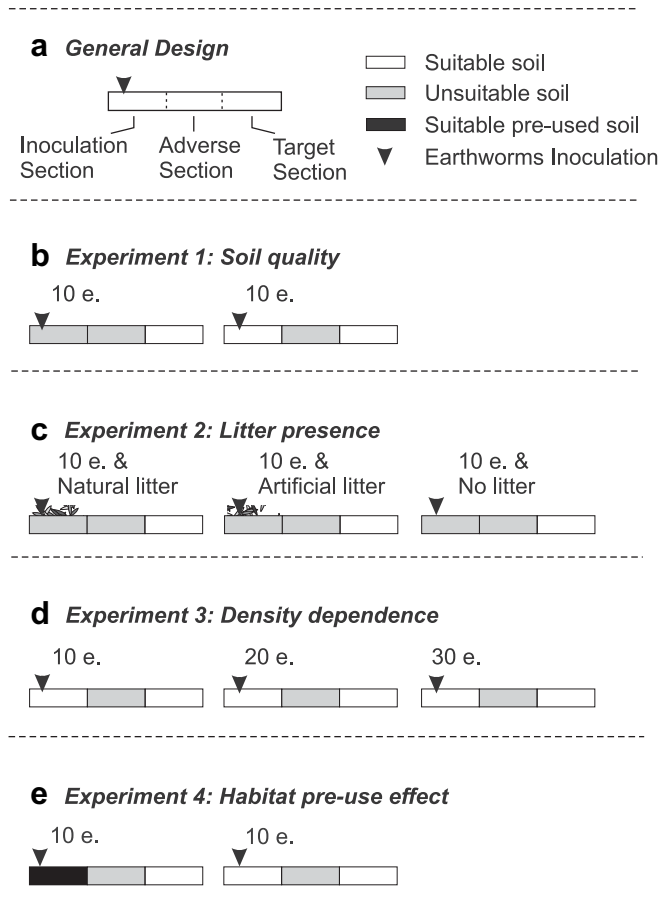 a General Design
Inoculation Section
Adverse Section
Target Section
Suitable soil
Unsuitable soil
Suitable pre-used soil
Earthworms Inoculation
b Experiment 1: Soil quality
10 e.
10 e.
c Experiment 2: Litter presence
10 e. &
Natural litter
10 e. &
Artificial litter
10 e. &
No litter
d Experiment 3: Density dependence
10 e.
20 e.
30 e.
e Experiment 4: Habitat pre-use effect
10 e.
10 e.